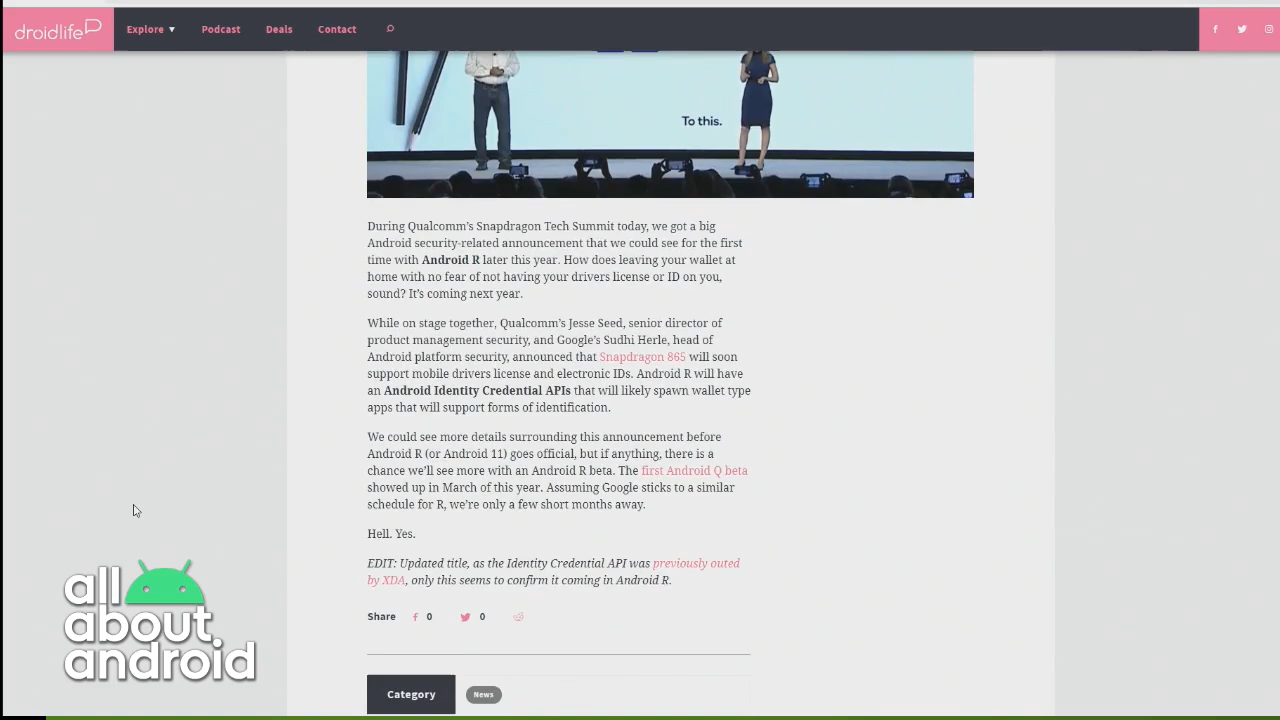 droidlife
Explore Podcast Deals Contact
To this.
During Qualcomm's Snapdragon Tech Summit today, we got a big
Android security-related announcement that we could see for the first
time with Android R later this year. How does leaving your wallet at
home with no fear of not having your drivers license or ID on you,
sound? It's coming next year.
While on stage together, Qualcomm's Jesse Seed, senior director of
product management security, and Google's Sudhi Herle, head of
Android platform security, announced that Snapdragon 865 will soon
support mobile drivers license and electronic IDs. Android R will have
an Android Identity Credential APIs that will likely spawn wallet type
apps that will support forms of identification.
We could see more details surrounding this announcement before
Android R (or Android 11) goes official, but if anything, there is a
chance we'll see more with an Android R beta. The first Android Q beta
showed up in March of this year. Assuming Google sticks to a similar
schedule for R, we're only a few short months away.
Hell. Yes.
EDIT: Updated title, as the Identity Credential API was previously outed
by XDA, only this seems to confirm it coming in Android R.
Share 0 0
Category News
all
about
android